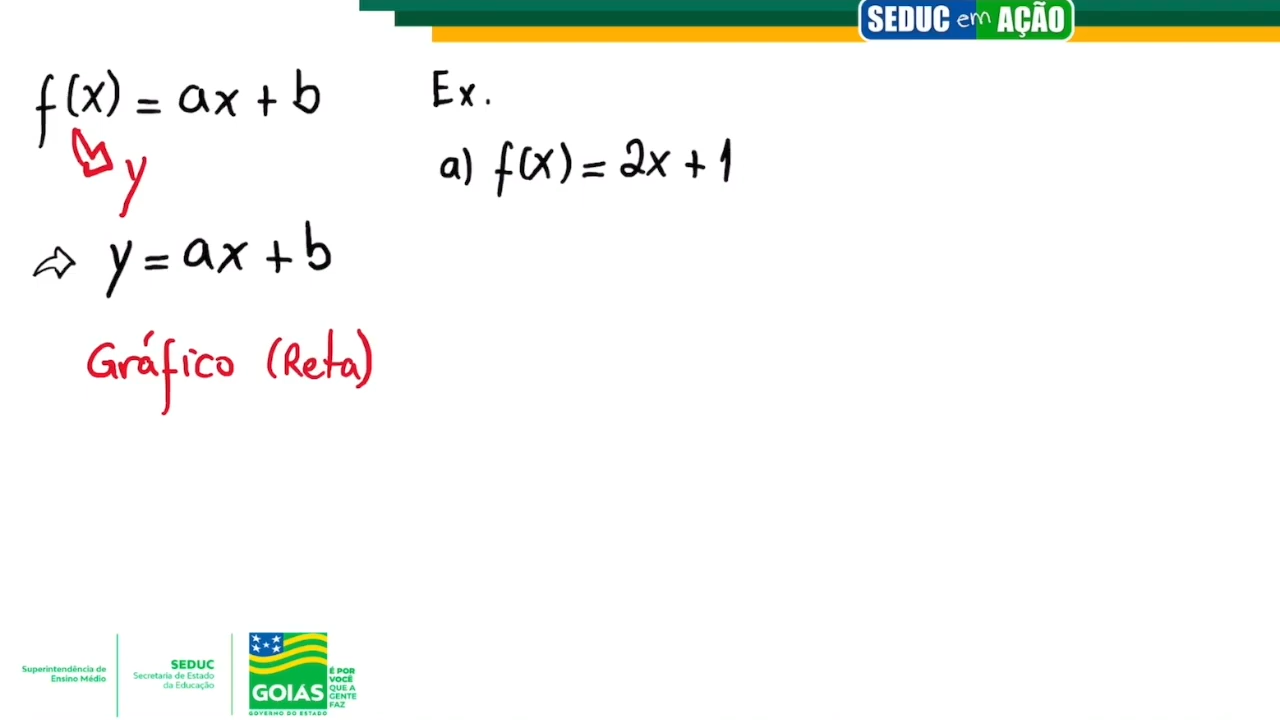 SEDUC em AÇÃO
f(x) = ax + b
y
⇒ y = ax + b
Gráfico (Reta)
Ex.
a) f(x) = 2x + 1
Superintendência de
Ensino Médio
SEDUC
Secretaria de Estado
da Educação
GOIÁS
GOVERNO DO ESTADO
É POR
VOCÊ
QUE A
GENTE
FAZ